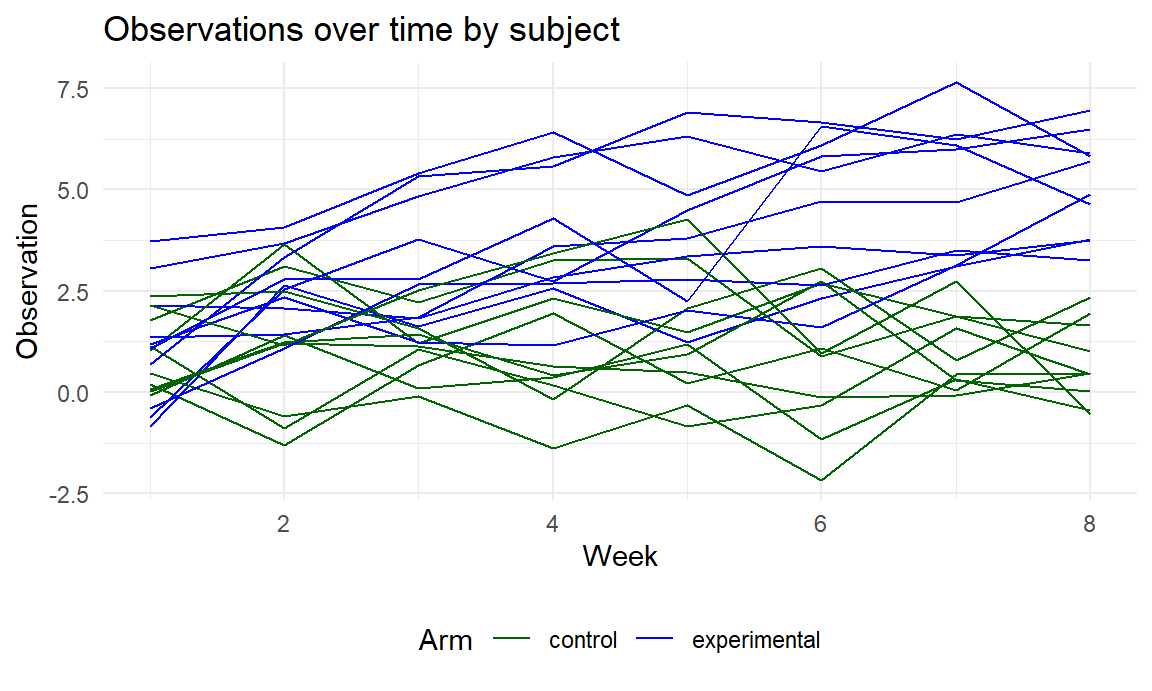 Observations over time by subject
7.5
5.0
2.5
0.0
-2.5
Observation
2 4 6 8
Week
Arm control experimental